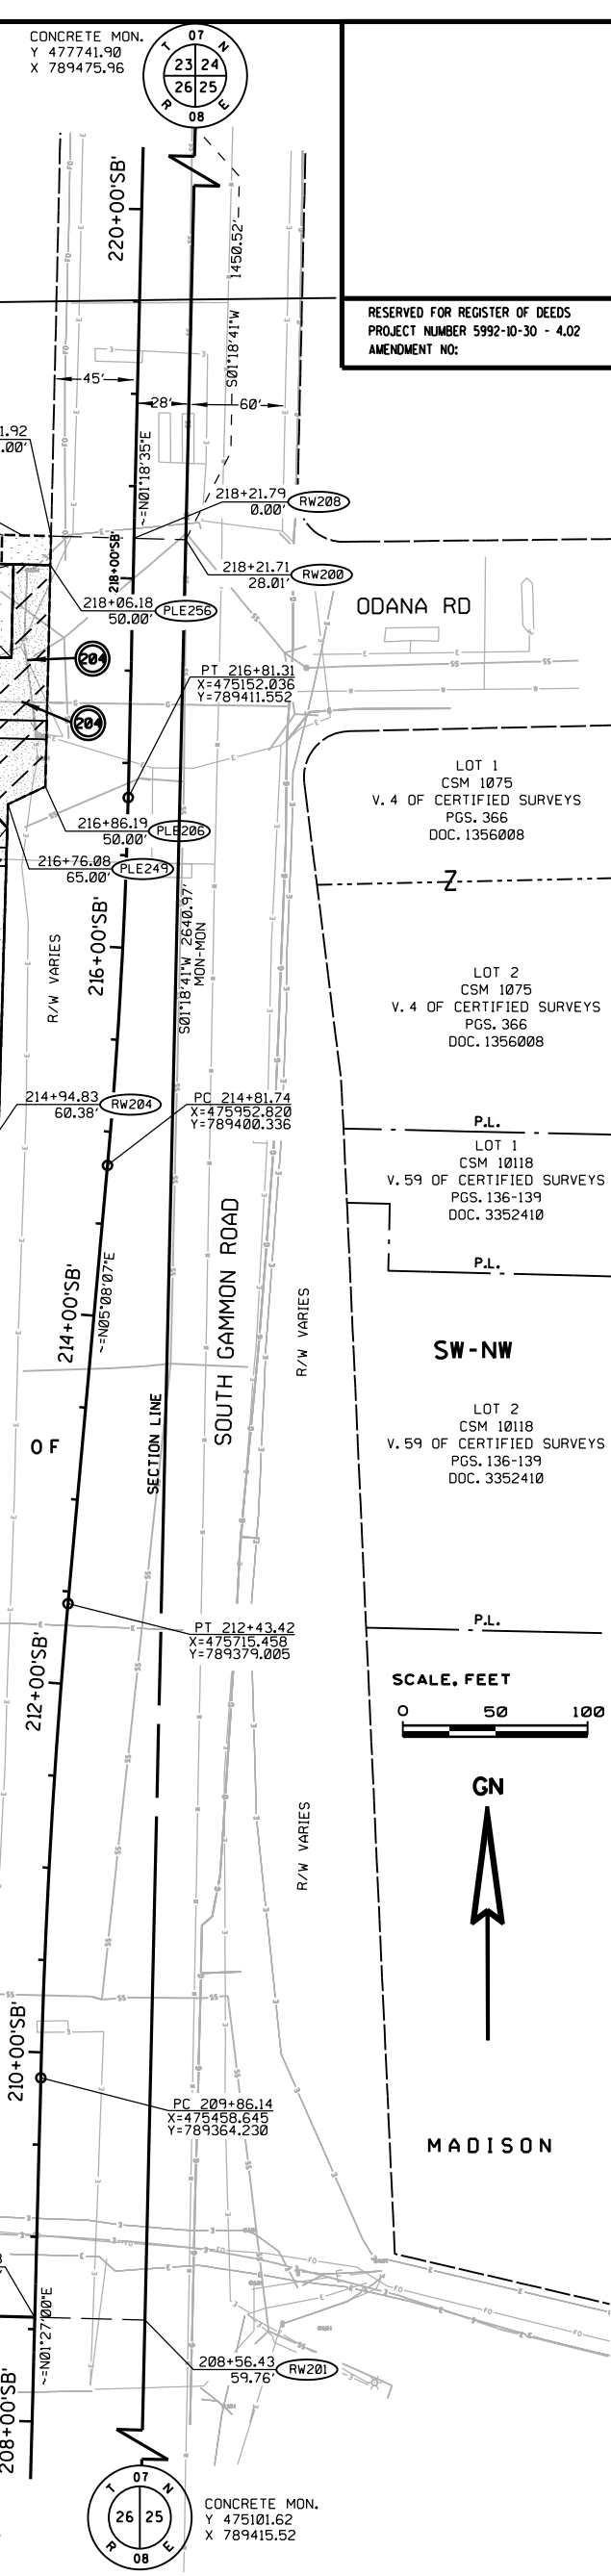 CONCRETE MON.
Y 477741.90
X 789475.96
07
T N
23 24
26 25
R E
08
220+00'SB'
1450.52'
S01°18'41"W
RESERVED FOR REGISTER OF DEEDS
PROJECT NUMBER 5992-10-30 - 4.02
AMENDMENT NO:
45'
28'
60'
~=N01°18'35"E
1.92
.00'
218+21.79
0.00'
RW208
218+00'SB'
218+21.71
28.01'
RW200
218+06.18
50.00'
PLE256
ODANA RD
204
PT 216+81.31
X=475152.036
Y=789411.552
204
LOT 1
CSM 1075
V. 4 OF CERTIFIED SURVEYS
PGS. 366
DOC. 1356008
216+86.19
50.00'
PLE206
216+76.08
65.00'
PLE249
Z
216+00'SB'
R/W VARIES
S01°18'41"W 2640.97'
MON-MON
LOT 2
CSM 1075
V. 4 OF CERTIFIED SURVEYS
PGS. 366
DOC. 1356008
214+94.83
60.38'
RW204
PC 214+81.74
X=475952.820
Y=789400.336
P.L.
LOT 1
CSM 10118
V. 59 OF CERTIFIED SURVEYS
PGS. 136-139
DOC. 3352410
P.L.
214+00'SB'
~=N05°08'07"E
SOUTH GAMMON ROAD
R/W VARIES
SW-NW
OF
SECTION LINE
LOT 2
CSM 10118
V. 59 OF CERTIFIED SURVEYS
PGS. 136-139
DOC. 3352410
PT 212+43.42
X=475715.458
Y=789379.005
P.L.
212+00'SB'
SCALE, FEET
0 50 100
GN
R/W VARIES
210+00'SB'
PC 209+86.14
X=475458.645
Y=789364.230
MADISON
~=N01°27'00"E
208+56.43
59.76'
RW201
208+00'SB'
07
T N
26 25
R E
08
CONCRETE MON.
Y 475101.62
X 789415.52